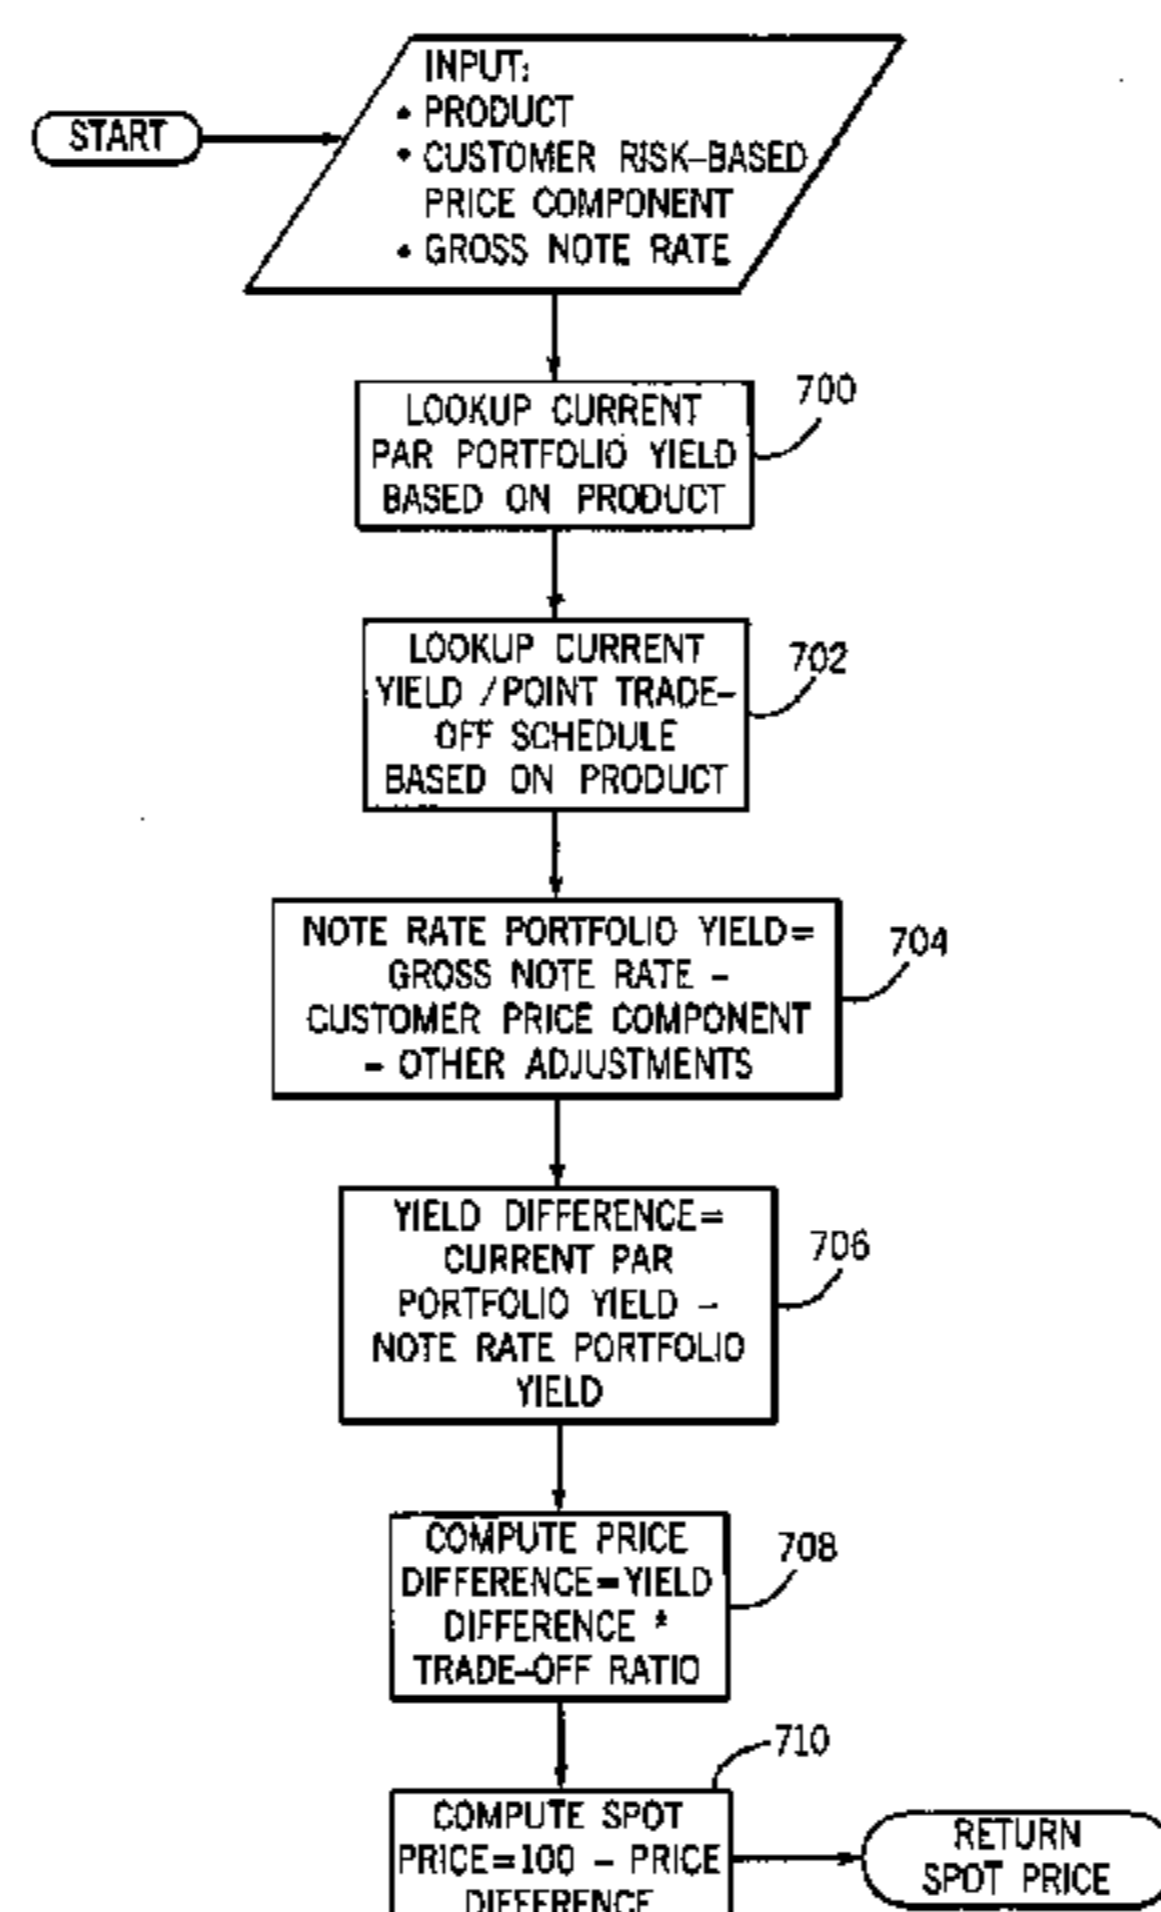 START
INPUT:
• PRODUCT
• CUSTOMER RISK-BASED
PRICE COMPONENT
• GROSS NOTE RATE
LOOKUP CURRENT
PAR PORTFOLIO YIELD
BASED ON PRODUCT
700
LOOKUP CURRENT
YIELD /POINT TRADE-
OFF SCHEDULE
BASED ON PRODUCT
702
NOTE RATE PORTFOLIO YIELD=
GROSS NOTE RATE -
CUSTOMER PRICE COMPONENT
- OTHER ADJUSTMENTS
704
YIELD DIFFERENCE=
CURRENT PAR
PORTFOLIO YIELD -
NOTE RATE PORTFOLIO
YIELD
706
COMPUTE PRICE
DIFFERENCE=YIELD
DIFFERENCE *
TRADE-OFF RATIO
708
710
COMPUTE SPOT
PRICE=100 - PRICE
DIFFERENCE
RETURN
SPOT PRICE